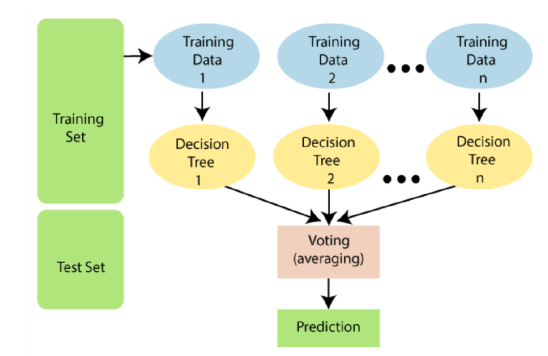 Training
Set
Training
Data
1
Training
Data
2
Training
Data
n
Decision
Tree
1
Decision
Tree
2
Decision
Tree
n
Test Set
Voting
(averaging)
Prediction